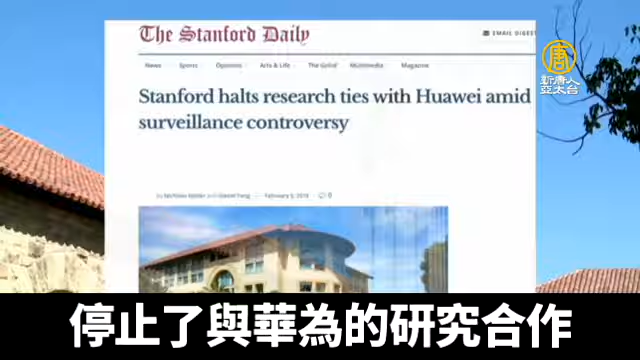 The Stanford Daily
EMAIL DIGEST
唐
新唐人
亞太台
News Sports Opinions Arts & Life The Grind Multimedia Magazine
Stanford halts research ties with Huawei amid
surveillance controversy
February 5, 2019 0
停止了與華為的研究合作